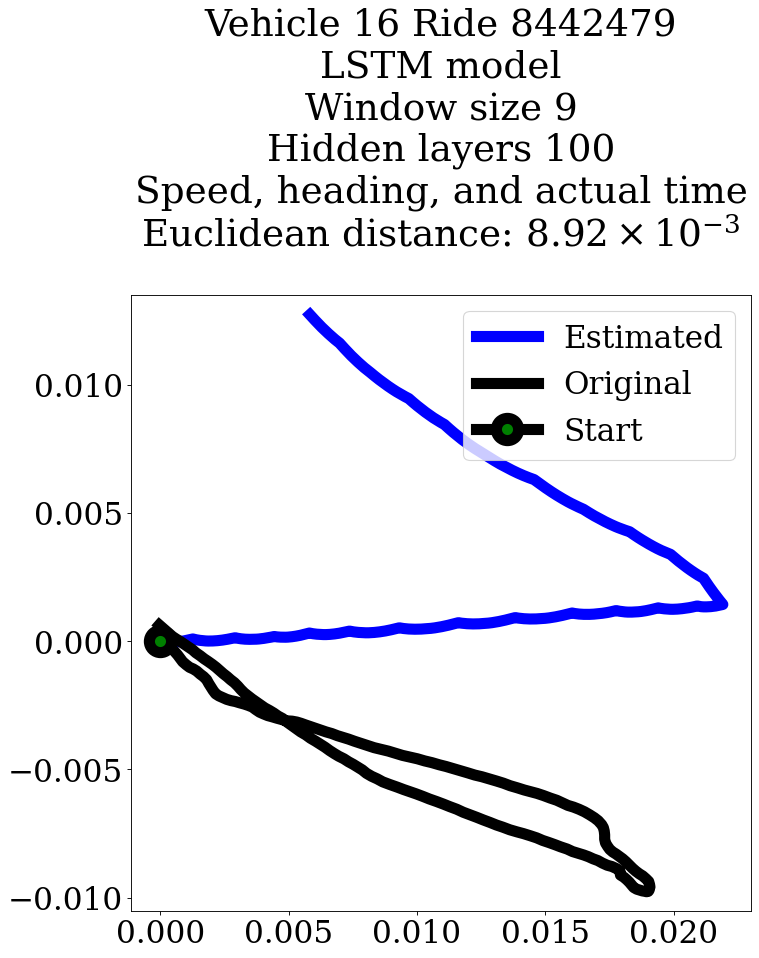 Vehicle 16 Ride 8442479
LSTM model
Window size 9
Hidden layers 100
Speed, heading, and actual time
Euclidean distance: 8.92 × 10⁻³
Estimated
Original
Start
0.010
0.005
0.000
−0.005
−0.010
0.000 0.005 0.010 0.015 0.020